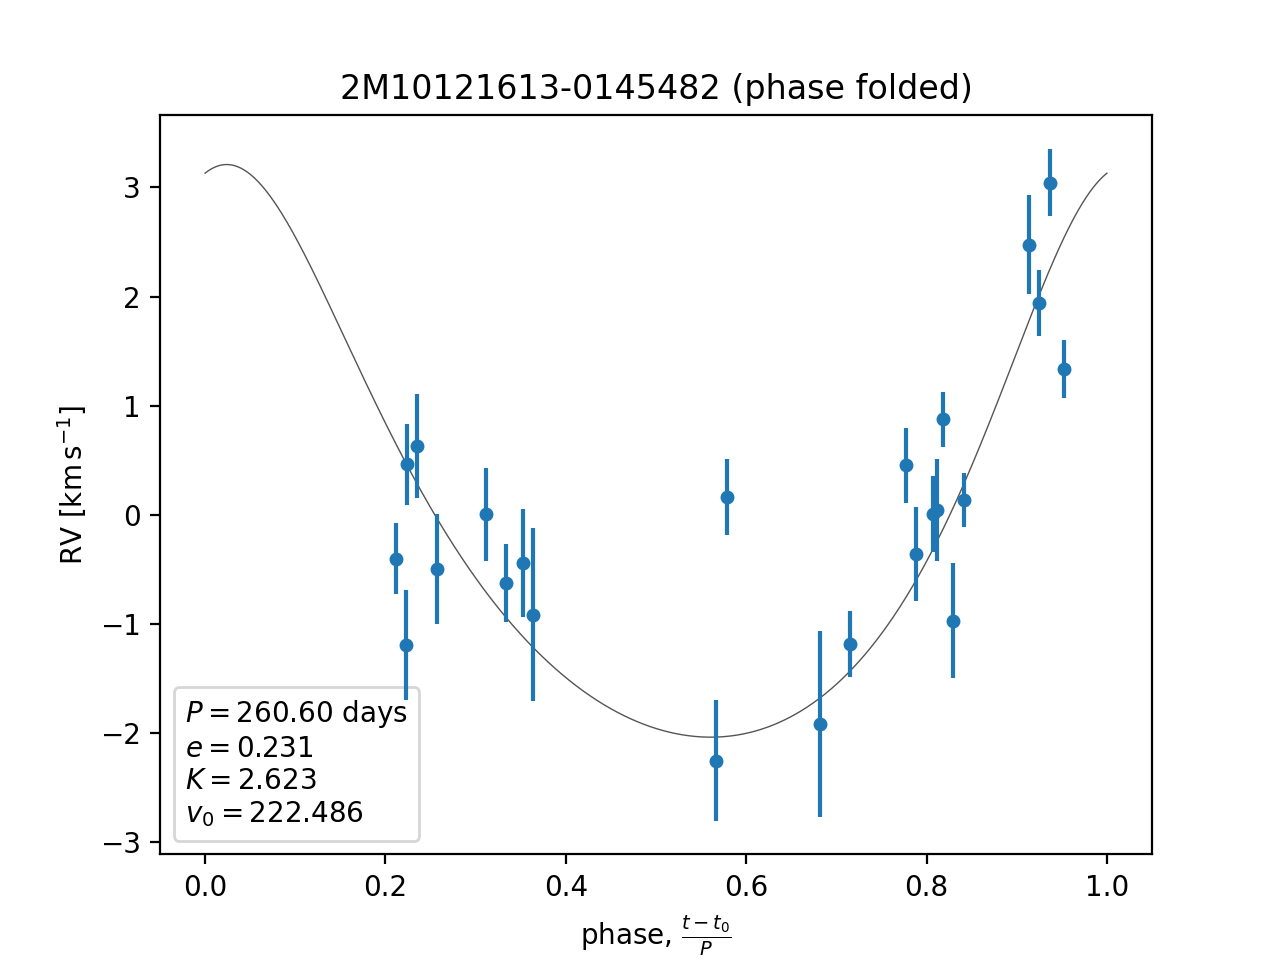 2M10121613-0145482 (phase folded)
RV [km s⁻¹]
3
2
1
0
−1
−2
−3
P = 260.60 days
e = 0.231
K = 2.623
v₀ = 222.486
0.0 0.2 0.4 0.6 0.8 1.0
phase, (t − t₀)/P